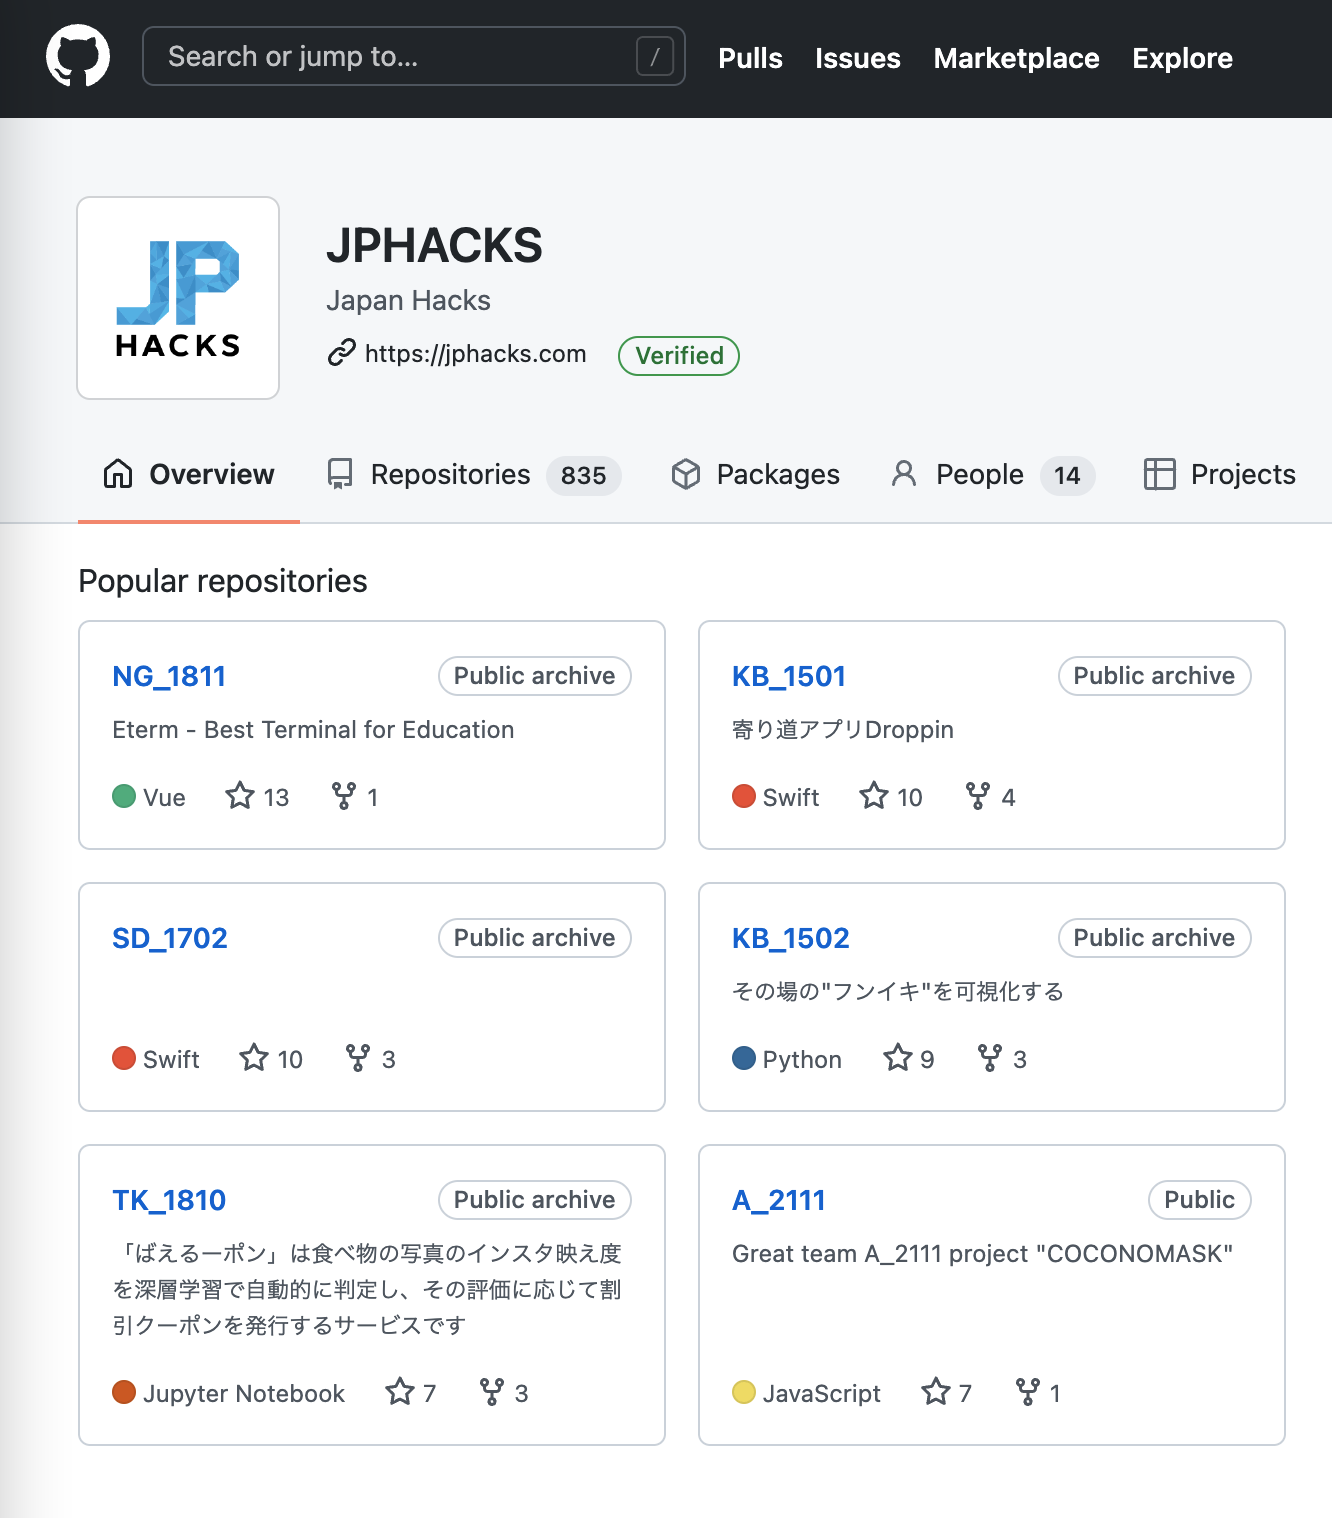 Search or jump to...
/
Pulls Issues Marketplace Explore
JP
HACKS
JPHACKS
Japan Hacks
https://jphacks.com Verified
Overview Repositories 835 Packages People 14 Projects
Popular repositories
NG_1811 Public archive
Eterm - Best Terminal for Education
Vue 13 1
KB_1501 Public archive
寄り道アプリDroppin
Swift 10 4
SD_1702 Public archive
Swift 10 3
KB_1502 Public archive
その場の"フンイキ"を可視化する
Python 9 3
TK_1810 Public archive
「ばえるーポン」は食べ物の写真のインスタ映え度
を深層学習で自動的に判定し、その評価に応じて割
引クーポンを発行するサービスです
Jupyter Notebook 7 3
A_2111 Public
Great team A_2111 project "COCONOMASK"
JavaScript 7 1